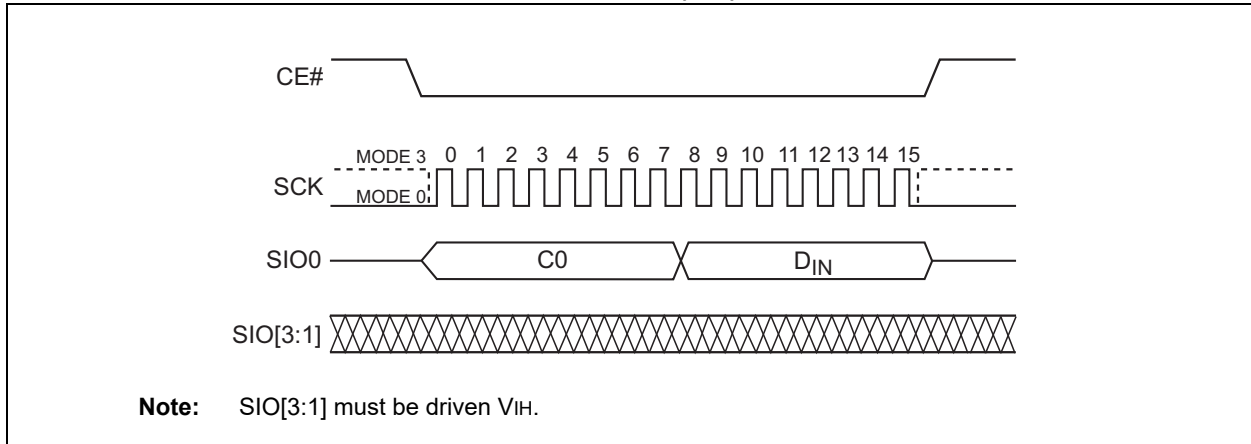 CE#
MODE 3 0 1 2 3 4 5 6 7 8 9 10 11 12 13 14 15
SCK
MODE 0
SIO0 C0 DIN
SIO[3:1]
Note: SIO[3:1] must be driven VIH.